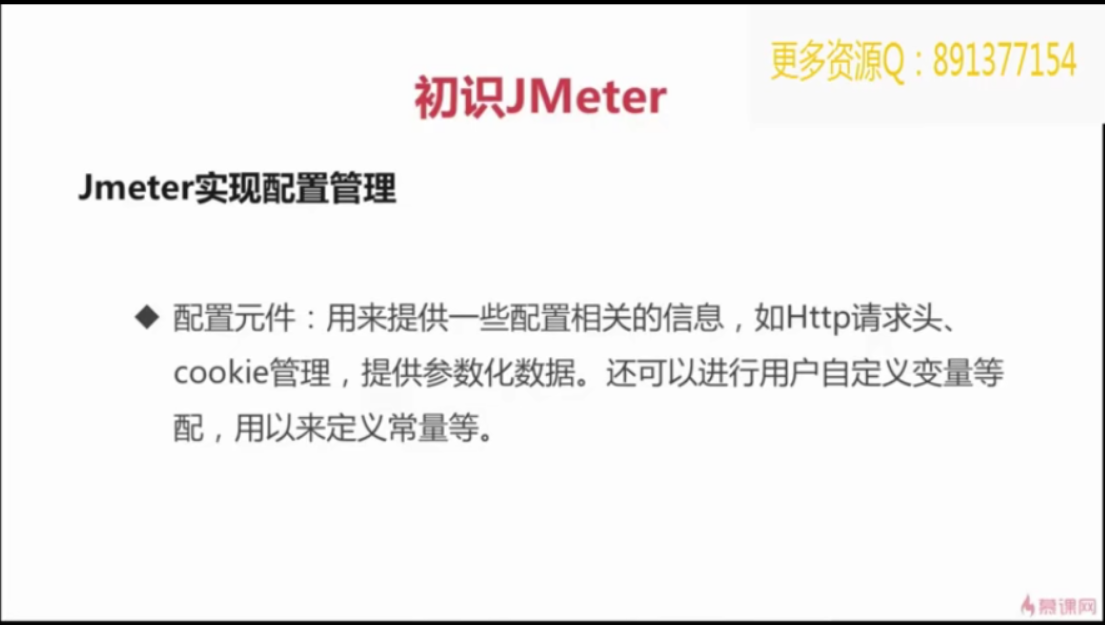 更多资源Q：891377154
初识JMeter
Jmeter实现配置管理
◆ 配置元件：用来提供一些配置相关的信息，如Http请求头、
cookie管理，提供参数化数据。还可以进行用户自定义变量等
配，用以来定义常量等。
慕课网